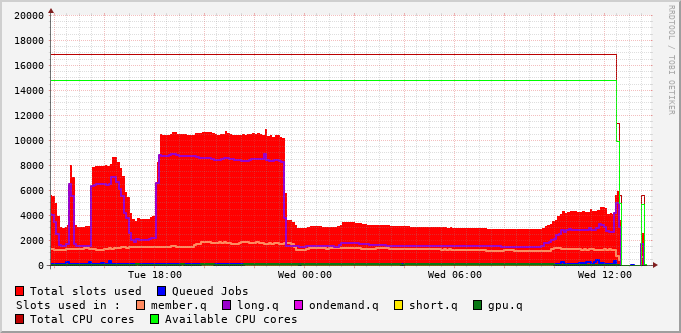 20000
18000
16000
14000
12000
10000
8000
6000
4000
2000
0
Tue 18:00 Wed 00:00 Wed 06:00 Wed 12:00
RRDTOOL / TOBI OETIKER
Total slots used Queued Jobs
Slots used in : member.q long.q ondemand.q short.q gpu.q
Total CPU cores Available CPU cores